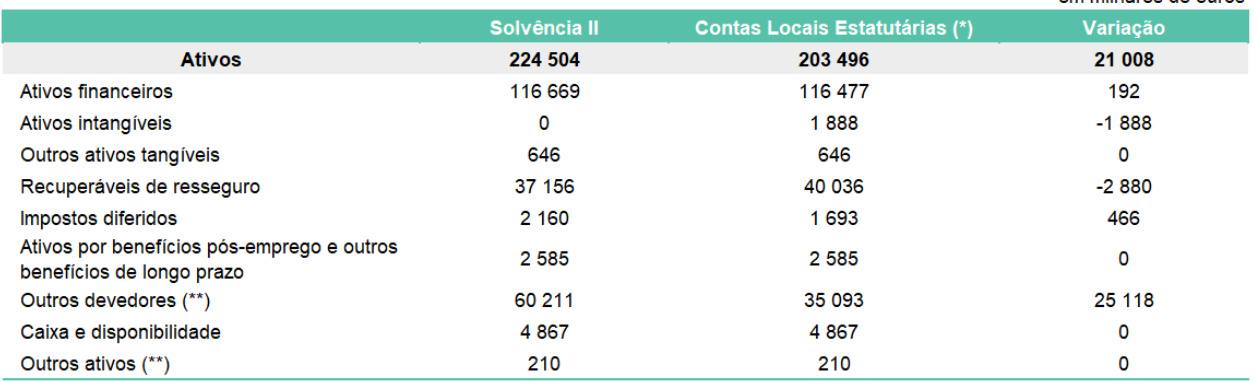 em milhares de euros
Solvência II Contas Locais Estatutárias (*) Variação
Ativos 224 504 203 496 21 008
Ativos financeiros 116 669 116 477 192
Ativos intangíveis 0 1 888 -1 888
Outros ativos tangíveis 646 646 0
Recuperáveis de resseguro 37 156 40 036 -2 880
Impostos diferidos 2 160 1 693 466
Ativos por benefícios pós-emprego e outros
benefícios de longo prazo 2 585 2 585 0
Outros devedores (**) 60 211 35 093 25 118
Caixa e disponibilidade 4 867 4 867 0
Outros ativos (**) 210 210 0